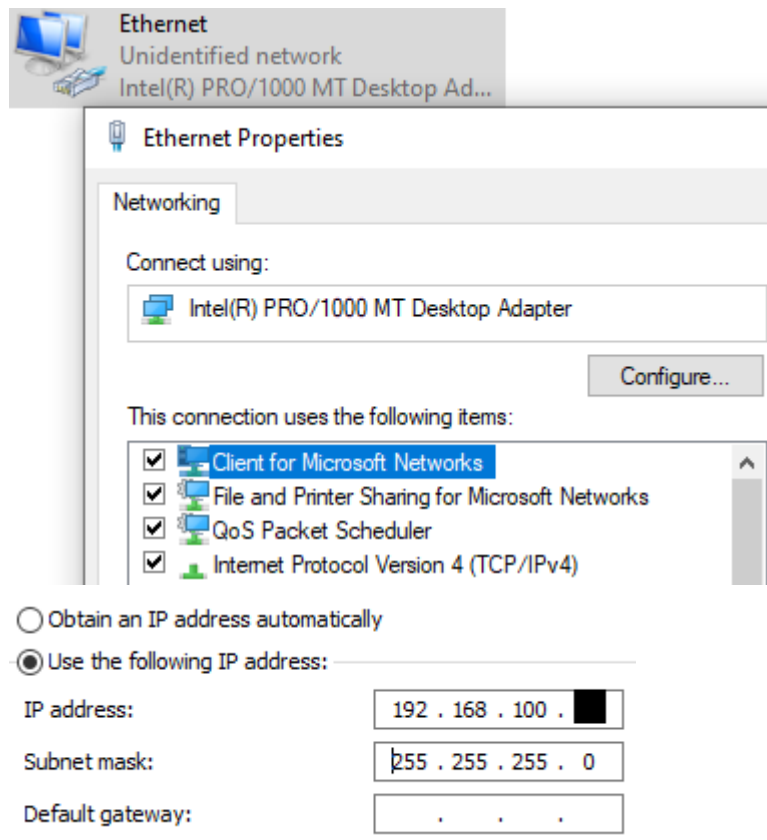 Ethernet
Unidentified network
Intel(R) PRO/1000 MT Desktop Ad...
Ethernet Properties
Networking
Connect using:
Intel(R) PRO/1000 MT Desktop Adapter
Configure...
This connection uses the following items:
Client for Microsoft Networks
File and Printer Sharing for Microsoft Networks
QoS Packet Scheduler
Internet Protocol Version 4 (TCP/IPv4)
Obtain an IP address automatically
Use the following IP address:
IP address: 192 . 168 . 100 .
Subnet mask: 255 . 255 . 255 . 0
Default gateway: . . .